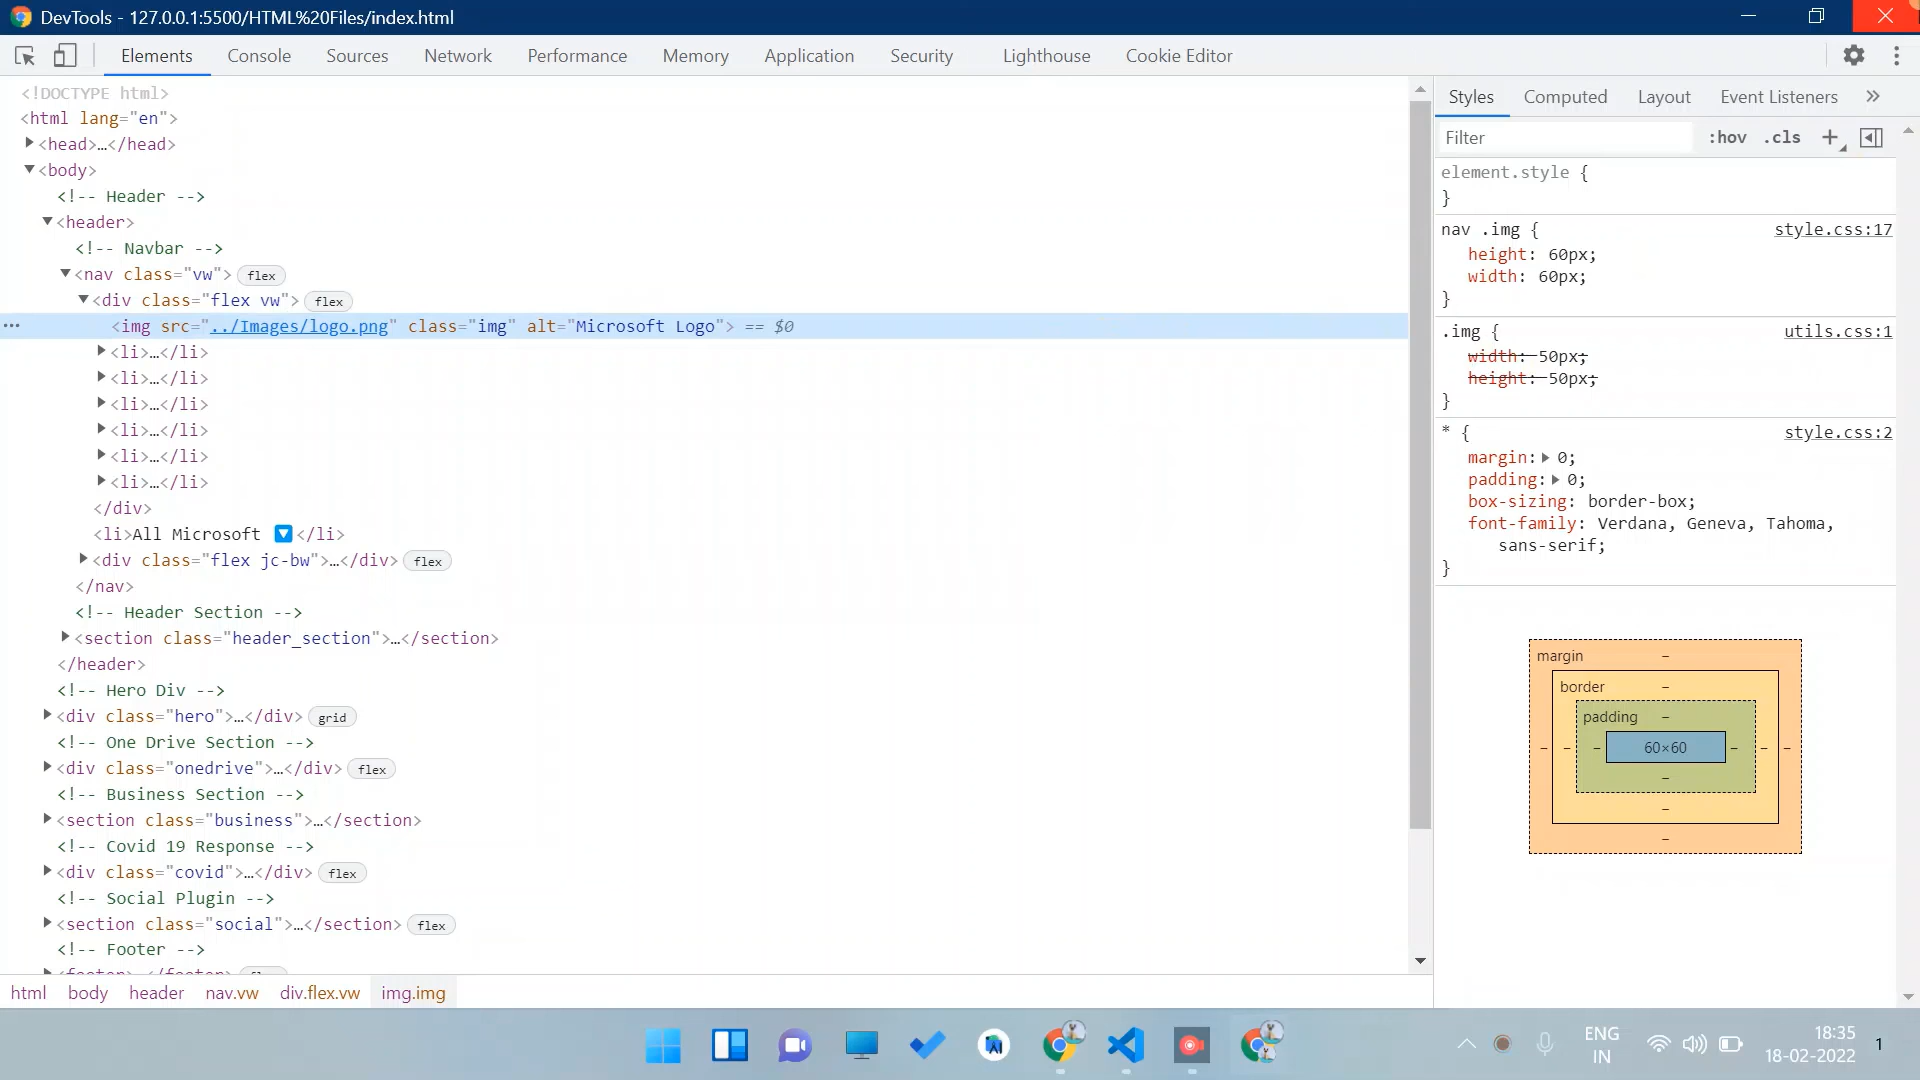 DevTools - 127.0.0.1:5500/HTML%20Files/index.html
Elements Console Sources Network Performance Memory Application Security Lighthouse Cookie Editor
<!DOCTYPE html>
<html lang="en">
<head>…</head>
<body>
<!-- Header -->
<header>
<!-- Navbar -->
<nav class="vw"> flex
<div class="flex vw"> flex
<img src="../Images/logo.png" class="img" alt="Microsoft Logo"> == $0
<li>…</li>
<li>…</li>
<li>…</li>
<li>…</li>
<li>…</li>
<li>…</li>
</div>
<li>All Microsoft 🔽</li>
<div class="flex jc-bw">…</div> flex
</nav>
<!-- Header Section -->
<section class="header_section">…</section>
</header>
<!-- Hero Div -->
<div class="hero">…</div> grid
<!-- One Drive Section -->
<div class="onedrive">…</div> flex
<!-- Business Section -->
<section class="business">…</section>
<!-- Covid 19 Response -->
<div class="covid">…</div> flex
<!-- Social Plugin -->
<section class="social">…</section> flex
<!-- Footer -->
<footer>…</footer>
html body header nav.vw div.flex.vw img.img
Styles Computed Layout Event Listeners »
Filter :hov .cls +
element.style {
}
nav .img { style.css:17
height: 60px;
width: 60px;
}
.img { utils.css:1
width: 50px;
height: 50px;
}
* { style.css:2
margin: 0;
padding: 0;
box-sizing: border-box;
font-family: Verdana, Geneva, Tahoma,
sans-serif;
}
margin –
border –
padding –
– – – 60×60 – – –
–
–
–
ENG
IN
18:35
18-02-2022
1